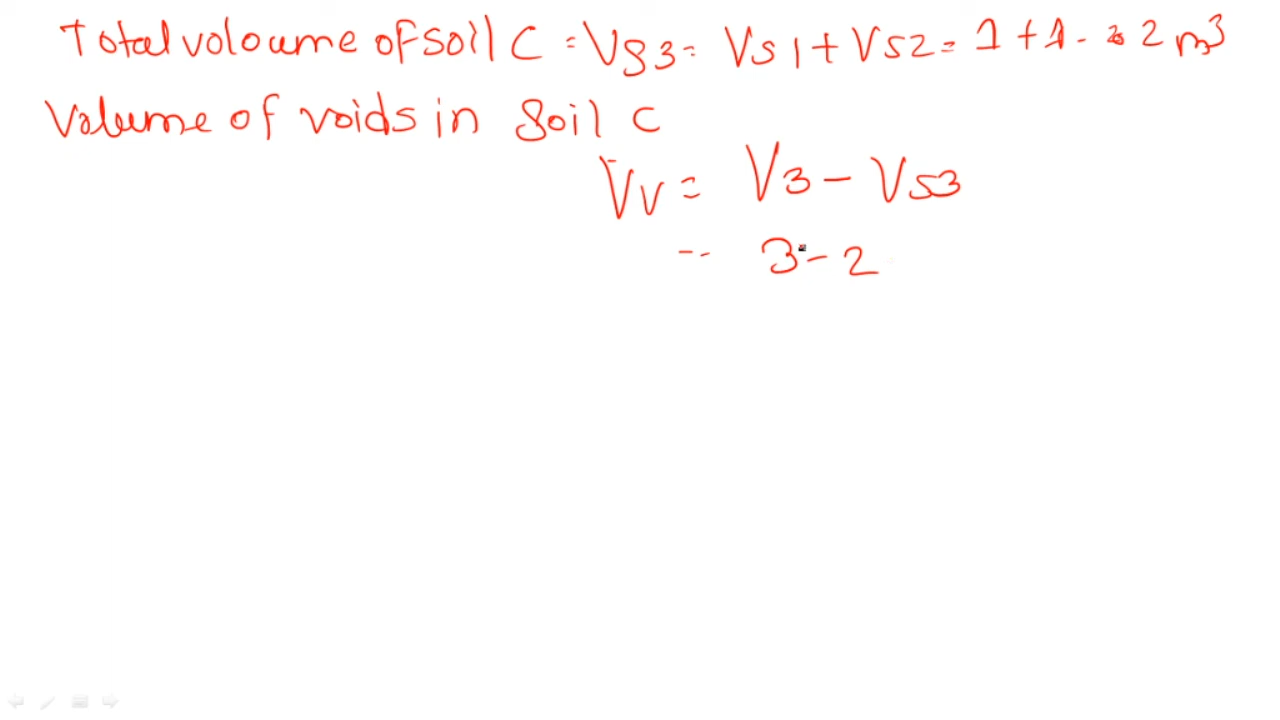 Total voloume of soil C = Vs3 = Vs1 + Vs2 = 1 + 1 = 2 m³
Volume of voids in soil C
Vv = V3 - Vs3
= 3 - 2